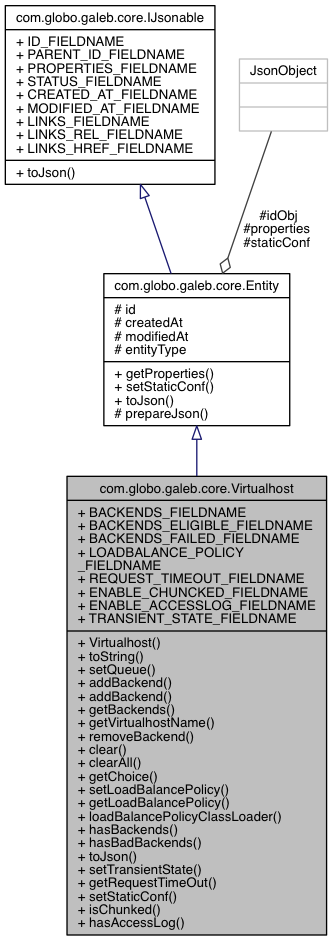 com.globo.galeb.core.IJsonable
+ ID_FIELDNAME
+ PARENT_ID_FIELDNAME
+ PROPERTIES_FIELDNAME
+ STATUS_FIELDNAME
+ CREATED_AT_FIELDNAME
+ MODIFIED_AT_FIELDNAME
+ LINKS_FIELDNAME
+ LINKS_REL_FIELDNAME
+ LINKS_HREF_FIELDNAME
+ toJson()
JsonObject
#idObj
#properties
#staticConf
com.globo.galeb.core.Entity
# id
# createdAt
# modifiedAt
# entityType
+ getProperties()
+ setStaticConf()
+ toJson()
# prepareJson()
com.globo.galeb.core.Virtualhost
+ BACKENDS_FIELDNAME
+ BACKENDS_ELIGIBLE_FIELDNAME
+ BACKENDS_FAILED_FIELDNAME
+ LOADBALANCE_POLICY
_FIELDNAME
+ REQUEST_TIMEOUT_FIELDNAME
+ ENABLE_CHUNCKED_FIELDNAME
+ ENABLE_ACCESSLOG_FIELDNAME
+ TRANSIENT_STATE_FIELDNAME
+ Virtualhost()
+ toString()
+ setQueue()
+ addBackend()
+ addBackend()
+ getBackends()
+ getVirtualhostName()
+ removeBackend()
+ clear()
+ clearAll()
+ getChoice()
+ setLoadBalancePolicy()
+ getLoadBalancePolicy()
+ loadBalancePolicyClassLoader()
+ hasBackends()
+ hasBadBackends()
+ toJson()
+ setTransientState()
+ getRequestTimeOut()
+ setStaticConf()
+ isChunked()
+ hasAccessLog()